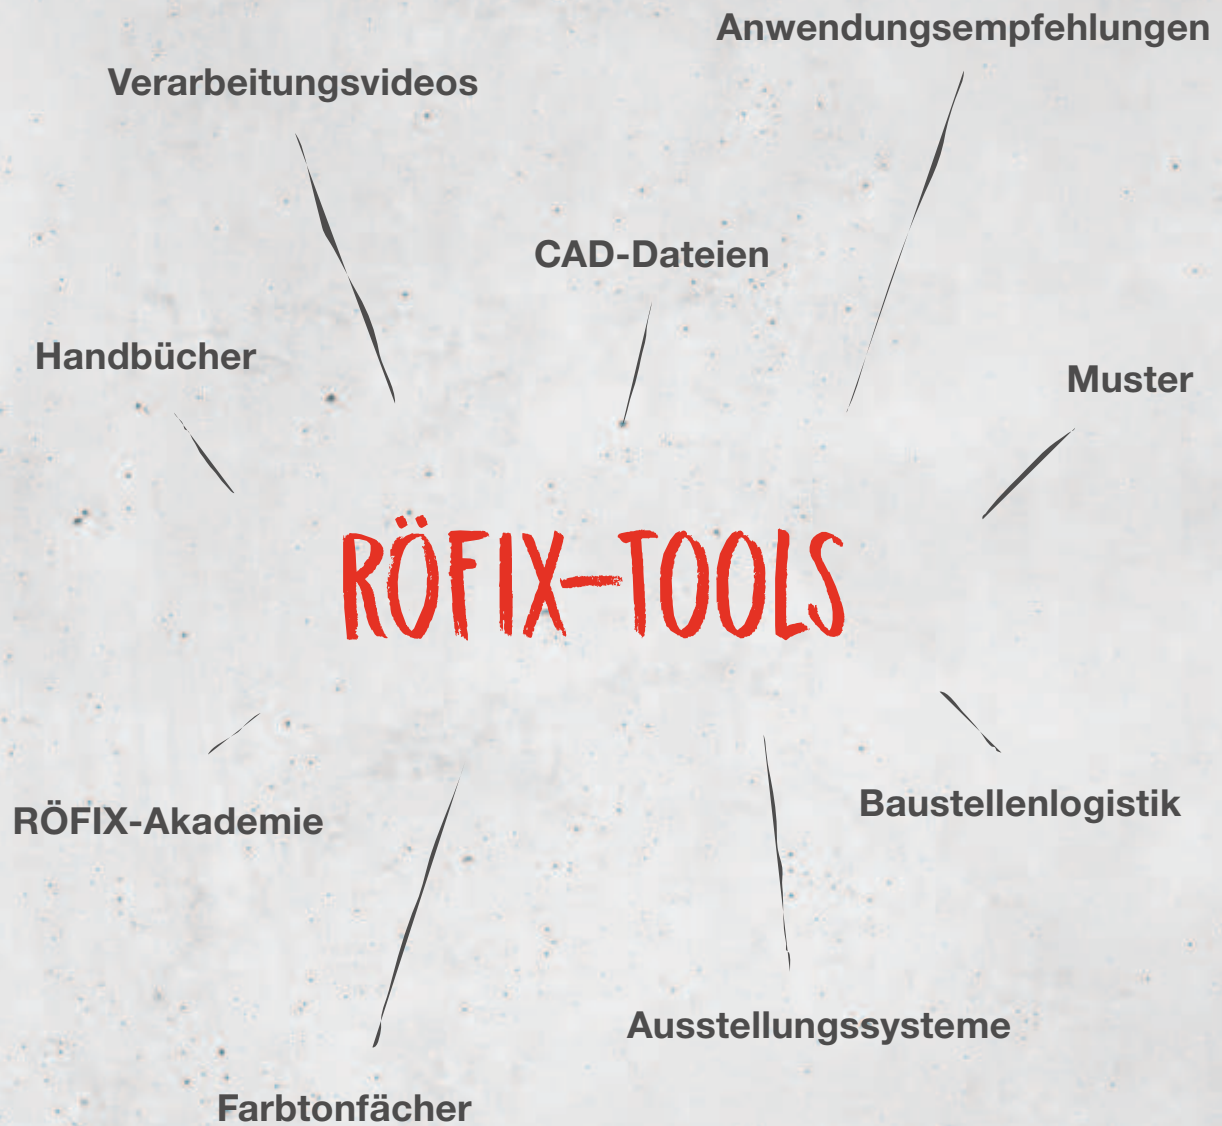 Anwendungsempfehlungen
Verarbeitungsvideos
CAD-Dateien
Handbücher
Muster
RÖFIX-TOOLS
Baustellenlogistik
RÖFIX-Akademie
Ausstellungssysteme
Farbtonfächer